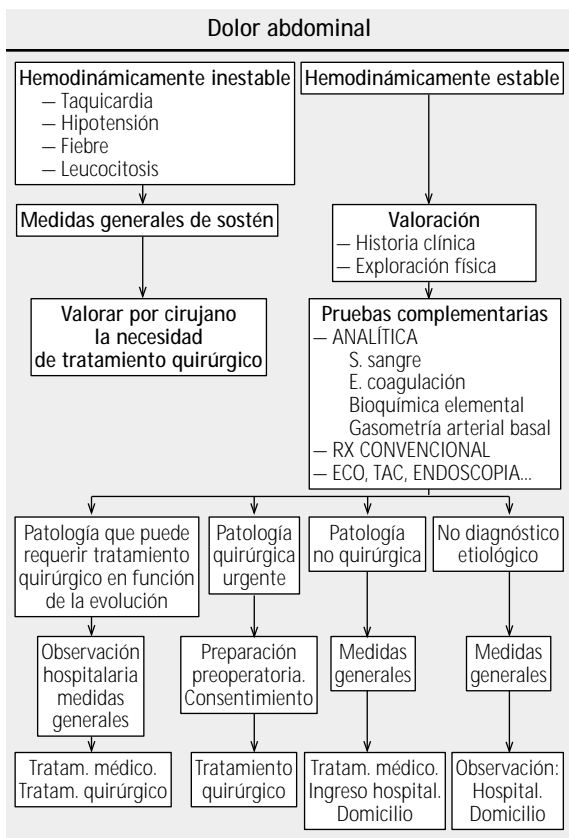 Dolor abdominal
Hemodinámicamente inestable
— Taquicardia
— Hipotensión
— Fiebre
— Leucocitosis
Hemodinámicamente estable
Medidas generales de sostén
Valoración
— Historia clínica
— Exploración física
Valorar por cirujano
la necesidad
de tratamiento quirúrgico
Pruebas complementarias
— ANALÍTICA
S. sangre
E. coagulación
Bioquímica elemental
Gasometría arterial basal
— RX CONVENCIONAL
— ECO, TAC, ENDOSCOPIA...
Patología que puede
requerir tratamiento
quirúrgico en función
de la evolución
Patología
quirúrgica
urgente
Patología
no quirúrgica
No diagnóstico
etiológico
Observación
hospitalaria
medidas
generales
Preparación
preoperatoria.
Consentimiento
Medidas
generales
Medidas
generales
Tratam. médico.
Tratam. quirúrgico
Tratamiento
quirúrgico
Tratam. médico.
Ingreso hospital.
Domicilio
Observación:
Hospital.
Domicilio